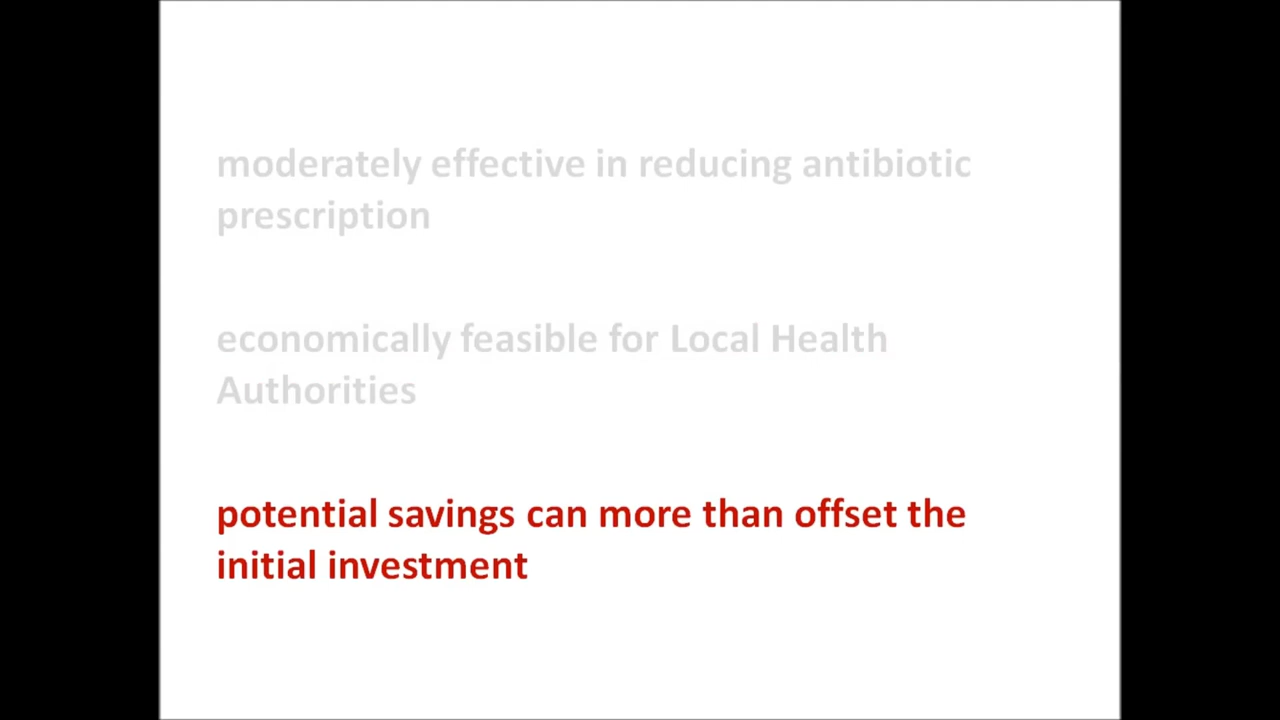 moderately effective in reducing antibiotic
prescription
economically feasible for Local Health
Authorities
potential savings can more than offset the
initial investment